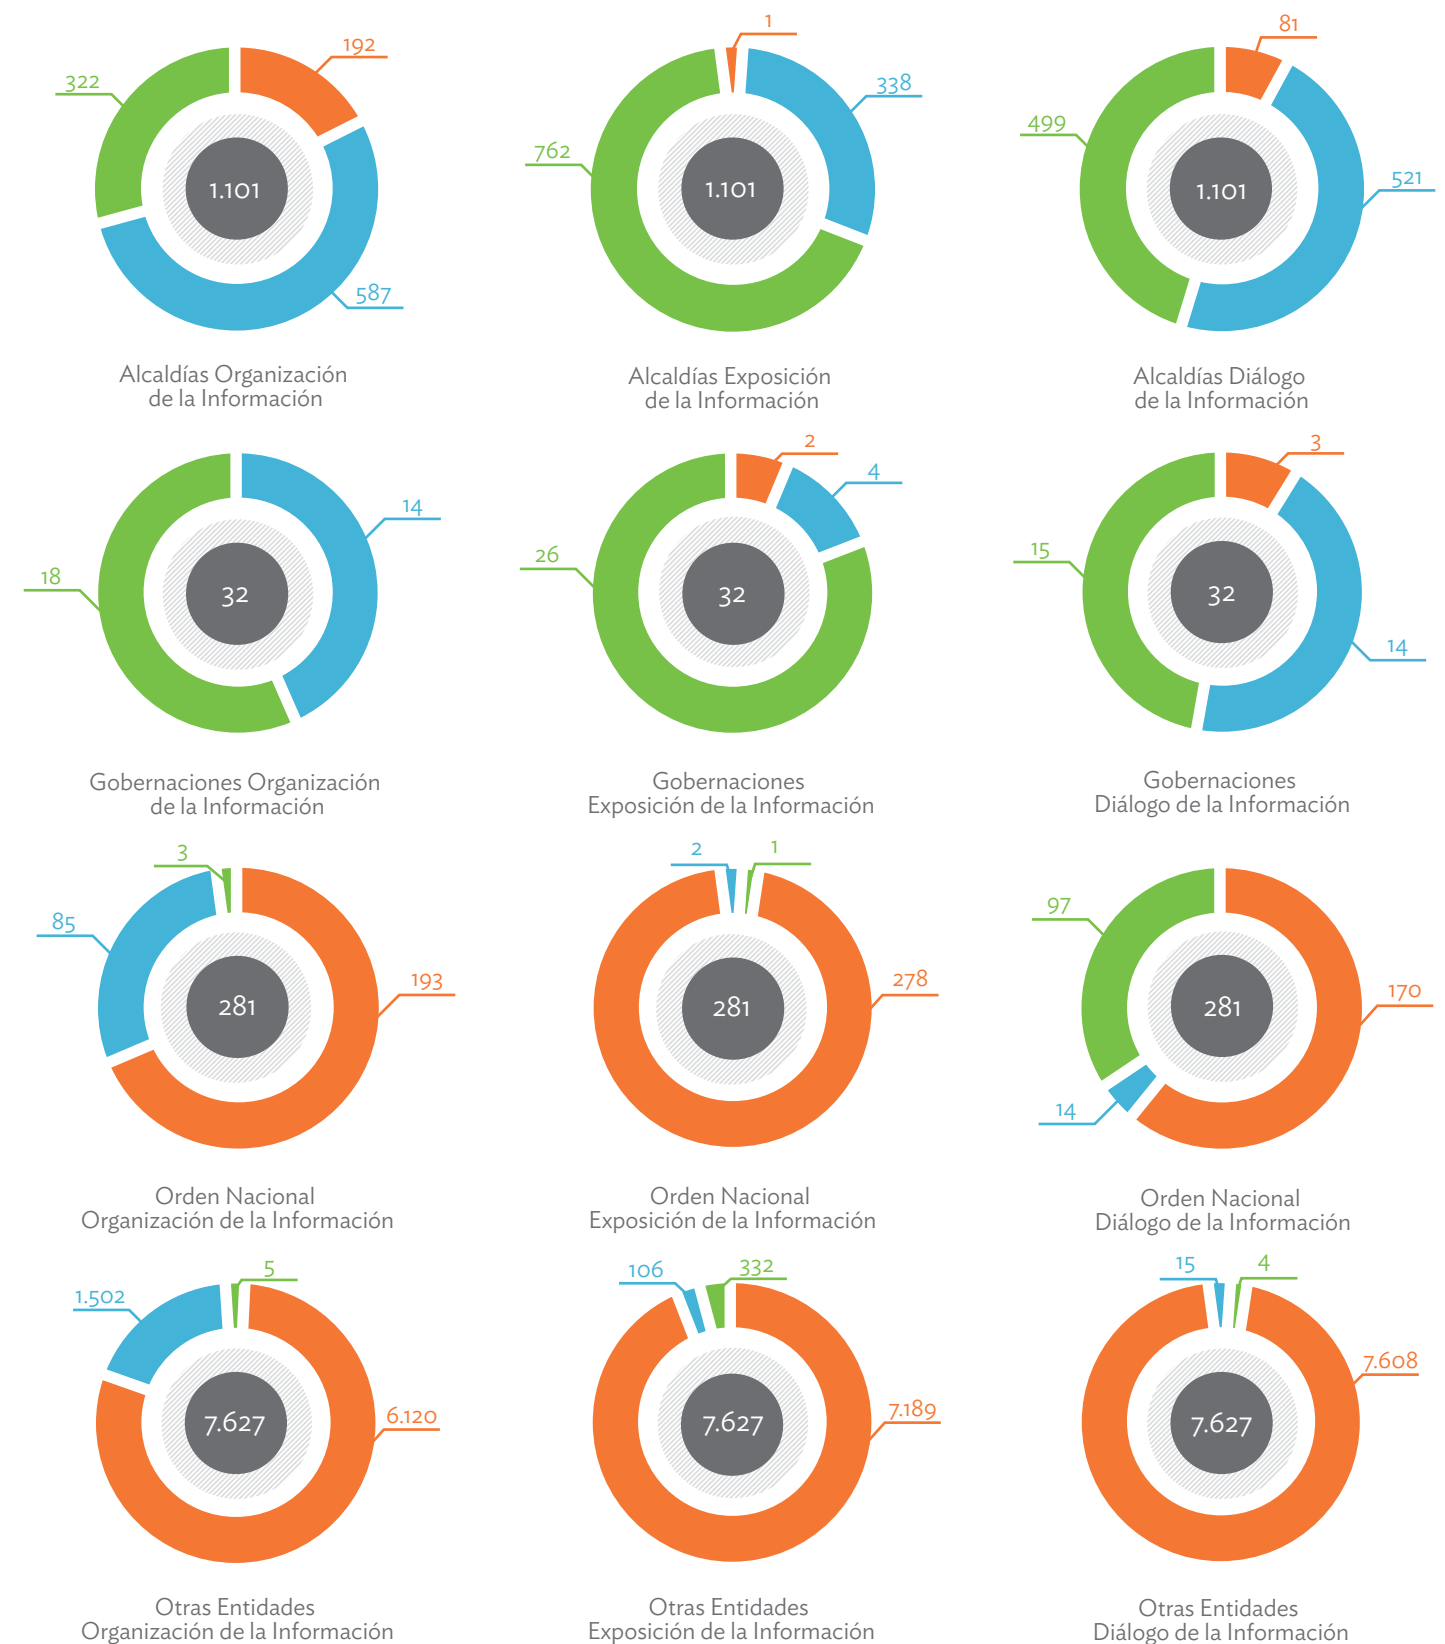 192
322
1.101
587
Alcaldías Organización
de la Información
1
338
762
1.101
Alcaldías Exposición
de la Información
81
499
521
1.101
Alcaldías Diálogo
de la Información
14
18
32
Gobernaciones Organización
de la Información
2
4
26
32
Gobernaciones
Exposición de la Información
3
15
32
14
Gobernaciones
Diálogo de la Información
3
85
193
281
Orden Nacional
Organización de la Información
2
1
278
281
Orden Nacional
Exposición de la Información
97
170
281
14
Orden Nacional
Diálogo de la Información
5
1.502
6.120
7.627
Otras Entidades
Organización de la Información
106
332
7.189
7.627
Otras Entidades
Exposición de la Información
15
4
7.608
7.627
Otras Entidades
Diálogo de la Información